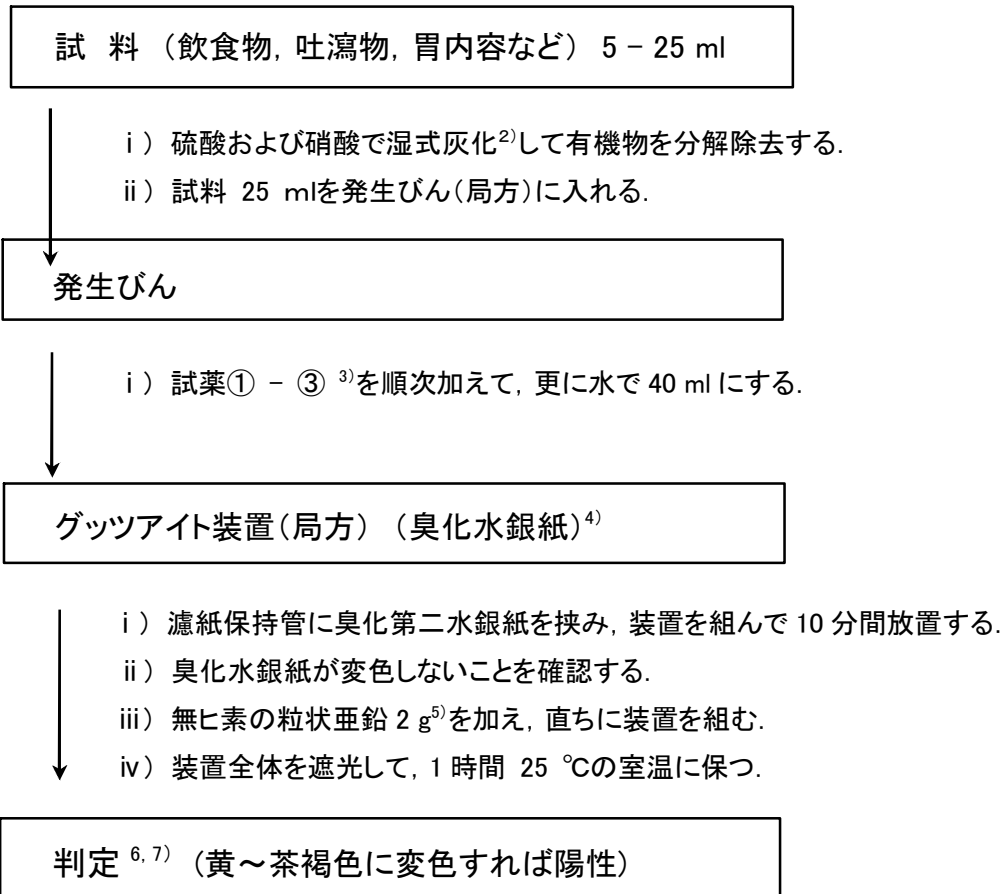 試 料 （飲食物，吐瀉物，胃内容など） 5 − 25 ml
ⅰ） 硫酸および硝酸で湿式灰化2)して有機物を分解除去する．
ⅱ） 試料 25 mlを発生びん（局方）に入れる．
発生びん
ⅰ） 試薬① − ③ 3)を順次加えて，更に水で 40 ml にする．
グッツアイト装置（局方） （臭化水銀紙）4)
ⅰ） 濾紙保持管に臭化第二水銀紙を挟み，装置を組んで 10 分間放置する．
ⅱ） 臭化水銀紙が変色しないことを確認する．
ⅲ） 無ヒ素の粒状亜鉛 2 g5)を加え，直ちに装置を組む．
ⅳ） 装置全体を遮光して，1 時間 25 ℃の室温に保つ．
判定 6, 7) （黄～茶褐色に変色すれば陽性）